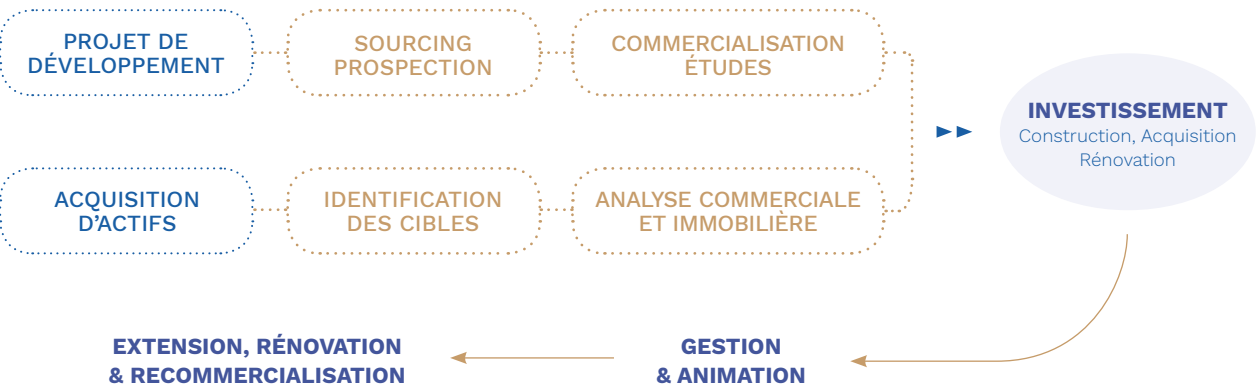 PROJET DE
DÉVELOPPEMENT
SOURCING
PROSPECTION
COMMERCIALISATION
ÉTUDES
ACQUISITION
D'ACTIFS
IDENTIFICATION
DES CIBLES
ANALYSE COMMERCIALE
ET IMMOBILIÈRE
INVESTISSEMENT
Construction, Acquisition
Rénovation
EXTENSION, RÉNOVATION
& RECOMMERCIALISATION
GESTION
& ANIMATION